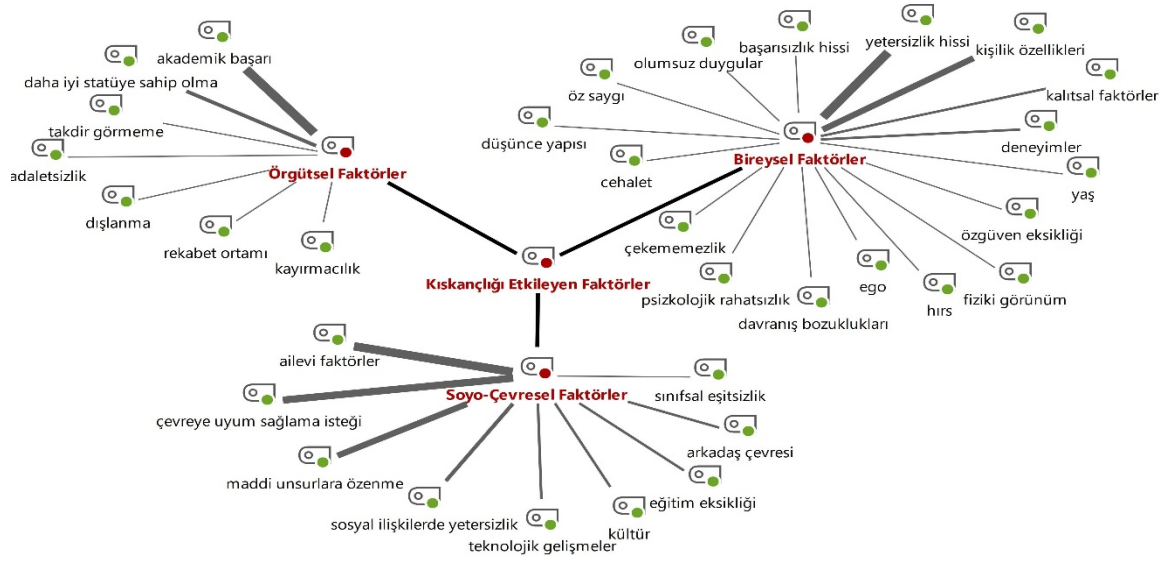 akademik başarı
daha iyi statüye sahip olma
takdir görmeme
adaletsizlik
Örgütsel Faktörler
dışlanma
rekabet ortamı
kayırmacılık
başarısızlık hissi
yetersizlik hissi
kişilik özellikleri
olumsuz duygular
öz saygı
kalıtsal faktörler
düşünce yapısı
deneyimler
Bireysel Faktörler
cehalet
yaş
çekememezlik
özgüven eksikliği
psizkolojik rahatsızlık
ego
fiziki görünüm
davranış bozuklukları
hırs
Kıskançlığı Etkileyen Faktörler
ailevi faktörler
Soyo-Çevresel Faktörler
sınıfsal eşitsizlik
çevreye uyum sağlama isteği
arkadaş çevresi
maddi unsurlara özenme
eğitim eksikliği
sosyal ilişkilerde yetersizlik
kültür
teknolojik gelişmeler